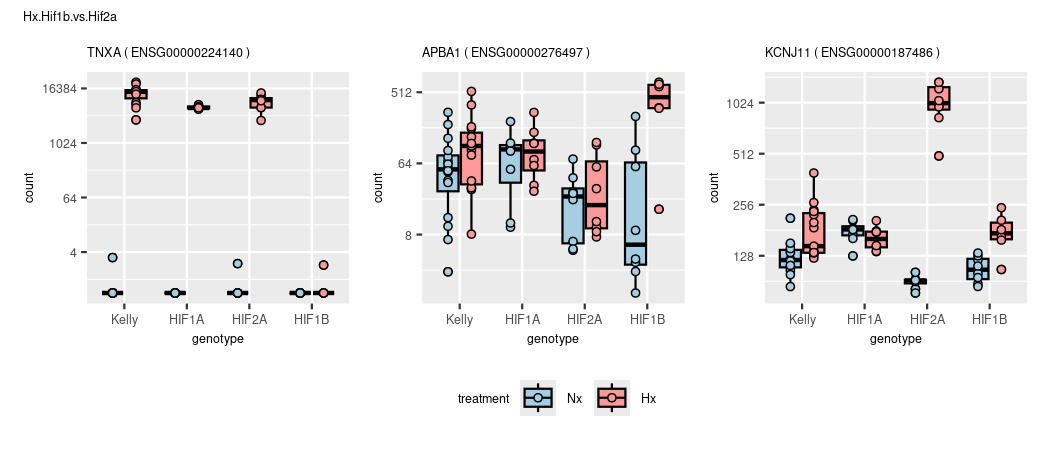 Hx.Hif1b.vs.Hif2a
TNXA ( ENSG00000224140 )
16384
1024
64
4
count
Kelly HIF1A HIF2A HIF1B
genotype
APBA1 ( ENSG00000276497 )
512
64
8
count
Kelly HIF1A HIF2A HIF1B
genotype
KCNJ11 ( ENSG00000187486 )
1024
512
256
128
count
Kelly HIF1A HIF2A HIF1B
genotype
treatment Nx Hx